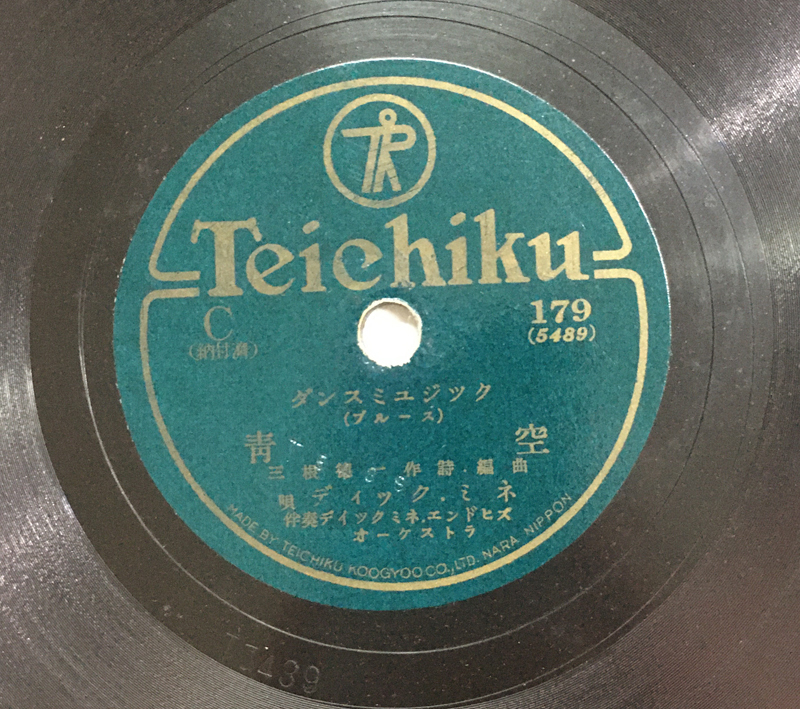 Teichiku
C
179
(5489)
ダンスミユジツク
(ブルース)
青空
三根德一作詩.編曲
唄 ディック.ミネ
伴奏デイックミネ.エンドヒズ
オーケストラ
MADE BY TEICHIKU KOOGYOO CO., LTD. NARA NIPPON